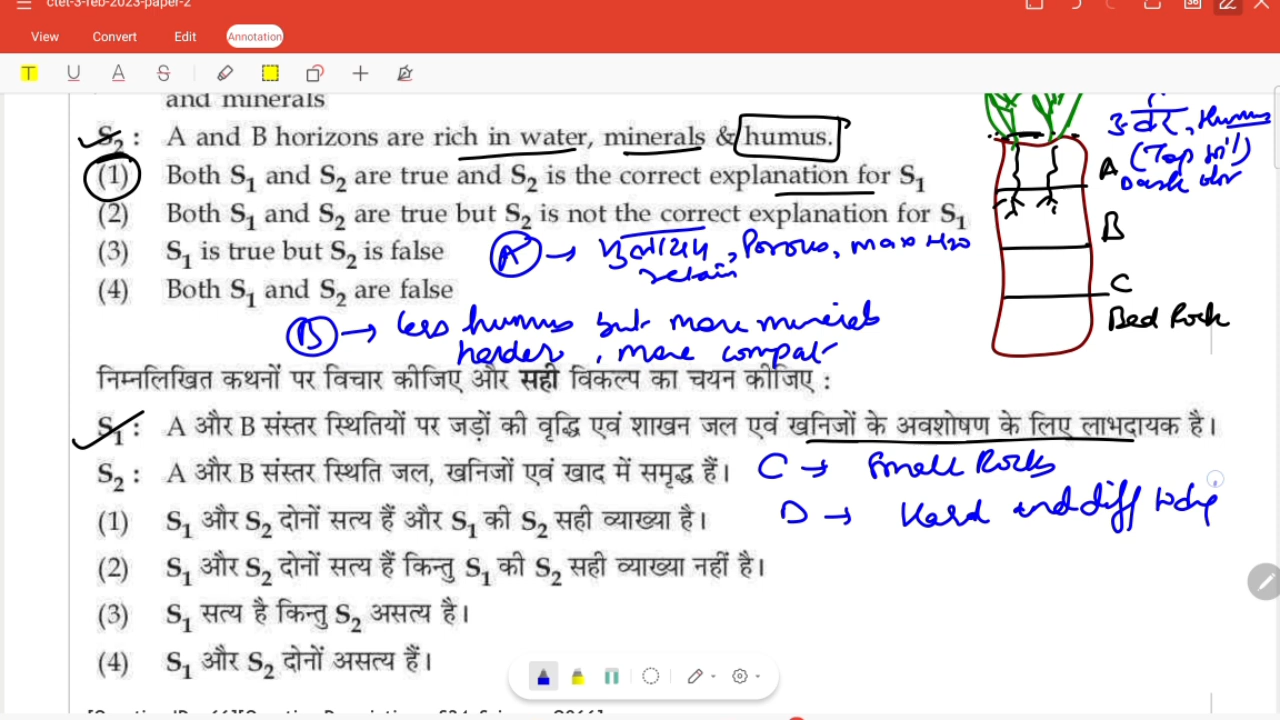 ctet-3-feb-2023-paper-2
View Convert Edit Annotation
and minerals
S2 : A and B horizons are rich in water, minerals & humus.
(1) Both S1 and S2 are true and S2 is the correct explanation for S1
(2) Both S1 and S2 are true but S2 is not the correct explanation for S1
(3) S1 is true but S2 is false
(4) Both S1 and S2 are false
A → Porous, max H2O
retain
B → less humus but more minerals
harder, more
उर्वर, Humus
(Top soil)
Dark color
A
B
C
Bed Rock
निम्नलिखित कथनों पर विचार कीजिए और सही विकल्प का चयन कीजिए :
S1 : A और B संस्तर स्थितियों पर जड़ों की वृद्धि एवं शाखन जल एवं खनिजों के अवशोषण के लिए लाभदायक है।
S2 : A और B संस्तर स्थिति जल, खनिजों एवं खाद में समृद्ध हैं।
C → Small Rocks
D → Hard and diff to dig
(1) S1 और S2 दोनों सत्य हैं और S1 की S2 सही व्याख्या है।
(2) S1 और S2 दोनों सत्य हैं किन्तु S1 की S2 सही व्याख्या नहीं है।
(3) S1 सत्य है किन्तु S2 असत्य है।
(4) S1 और S2 दोनों असत्य हैं।